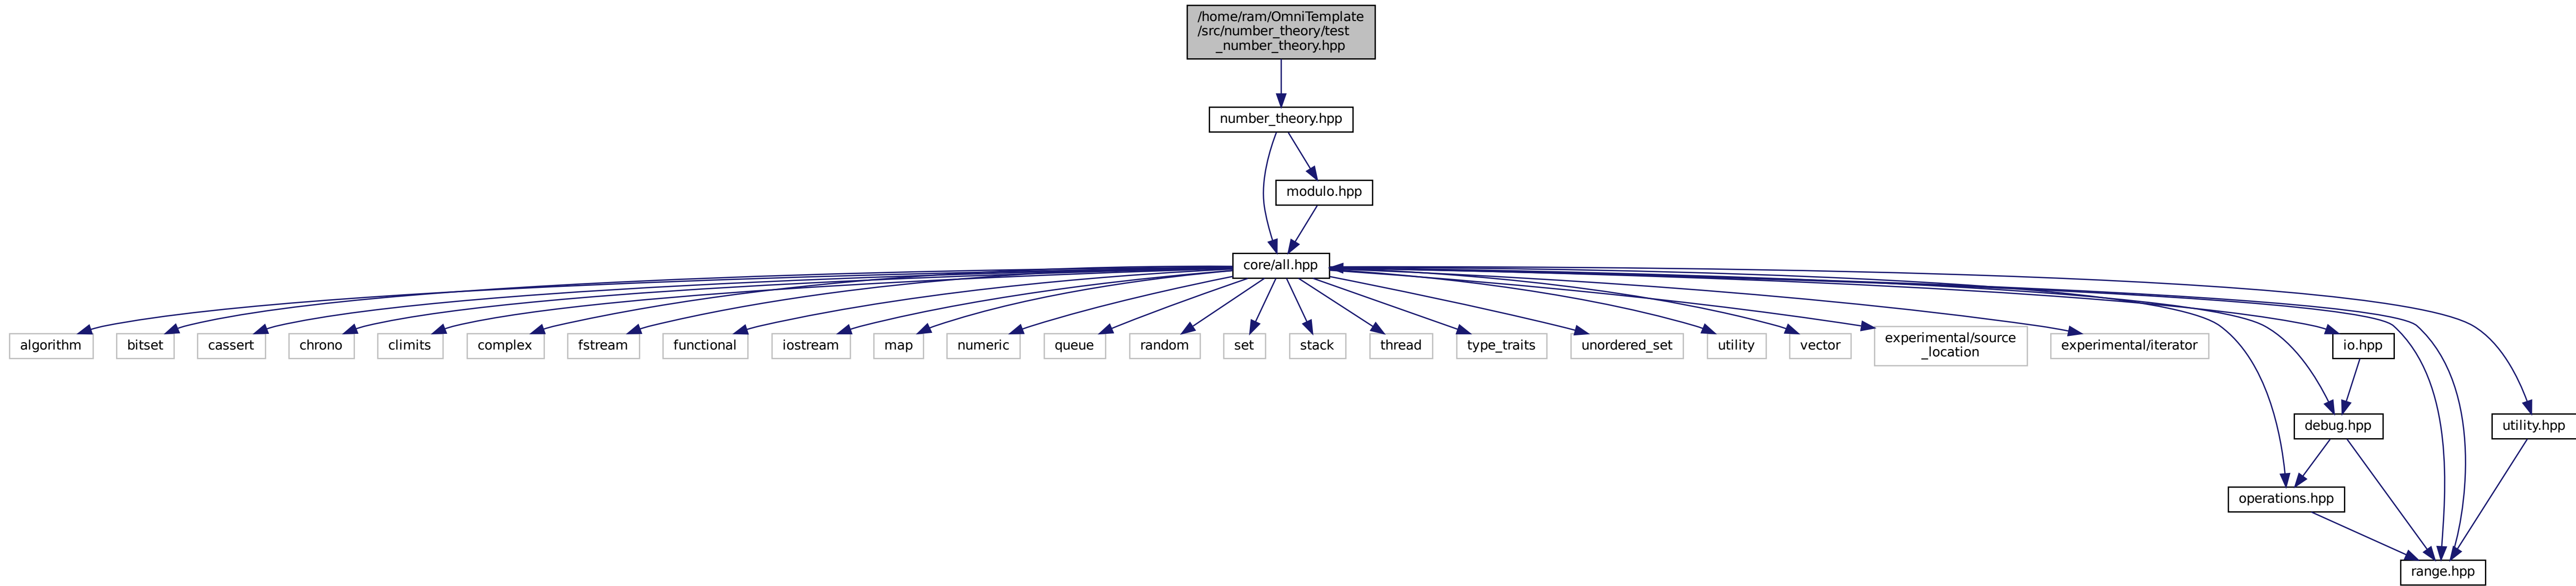 /home/ram/OmniTemplate
/src/number_theory/test
_number_theory.hpp
number_theory.hpp
modulo.hpp
core/all.hpp
algorithm
bitset
cassert
chrono
climits
complex
fstream
functional
iostream
map
numeric
queue
random
set
stack
thread
type_traits
unordered_set
utility
vector
experimental/source
_location
experimental/iterator
io.hpp
debug.hpp
utility.hpp
operations.hpp
range.hpp